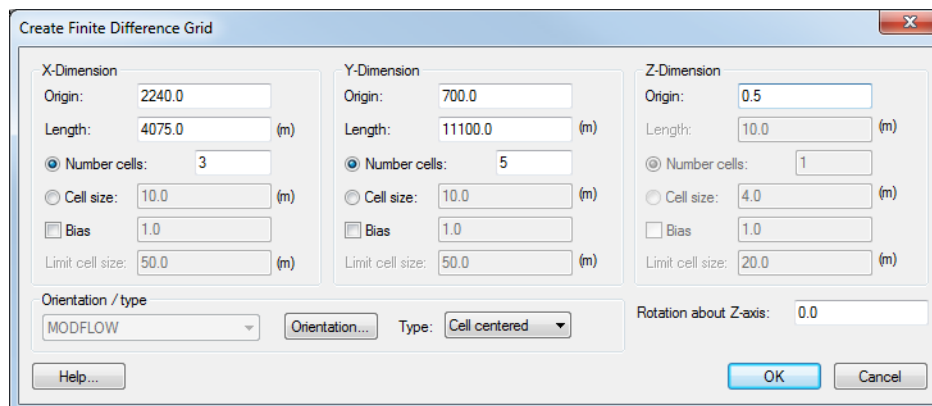 Create Finite Difference Grid
X
X-Dimension
Origin: 2240.0
Length: 4075.0 (m)
Number cells: 3
Cell size: 10.0 (m)
Bias 1.0
Limit cell size: 50.0 (m)
Y-Dimension
Origin: 700.0
Length: 11100.0 (m)
Number cells: 5
Cell size: 10.0 (m)
Bias 1.0
Limit cell size: 50.0 (m)
Z-Dimension
Origin: 0.5
Length: 10.0 (m)
Number cells: 1
Cell size: 4.0 (m)
Bias 1.0
Limit cell size: 20.0 (m)
Orientation / type
MODFLOW Orientation... Type: Cell centered
Rotation about Z-axis: 0.0
Help... OK Cancel